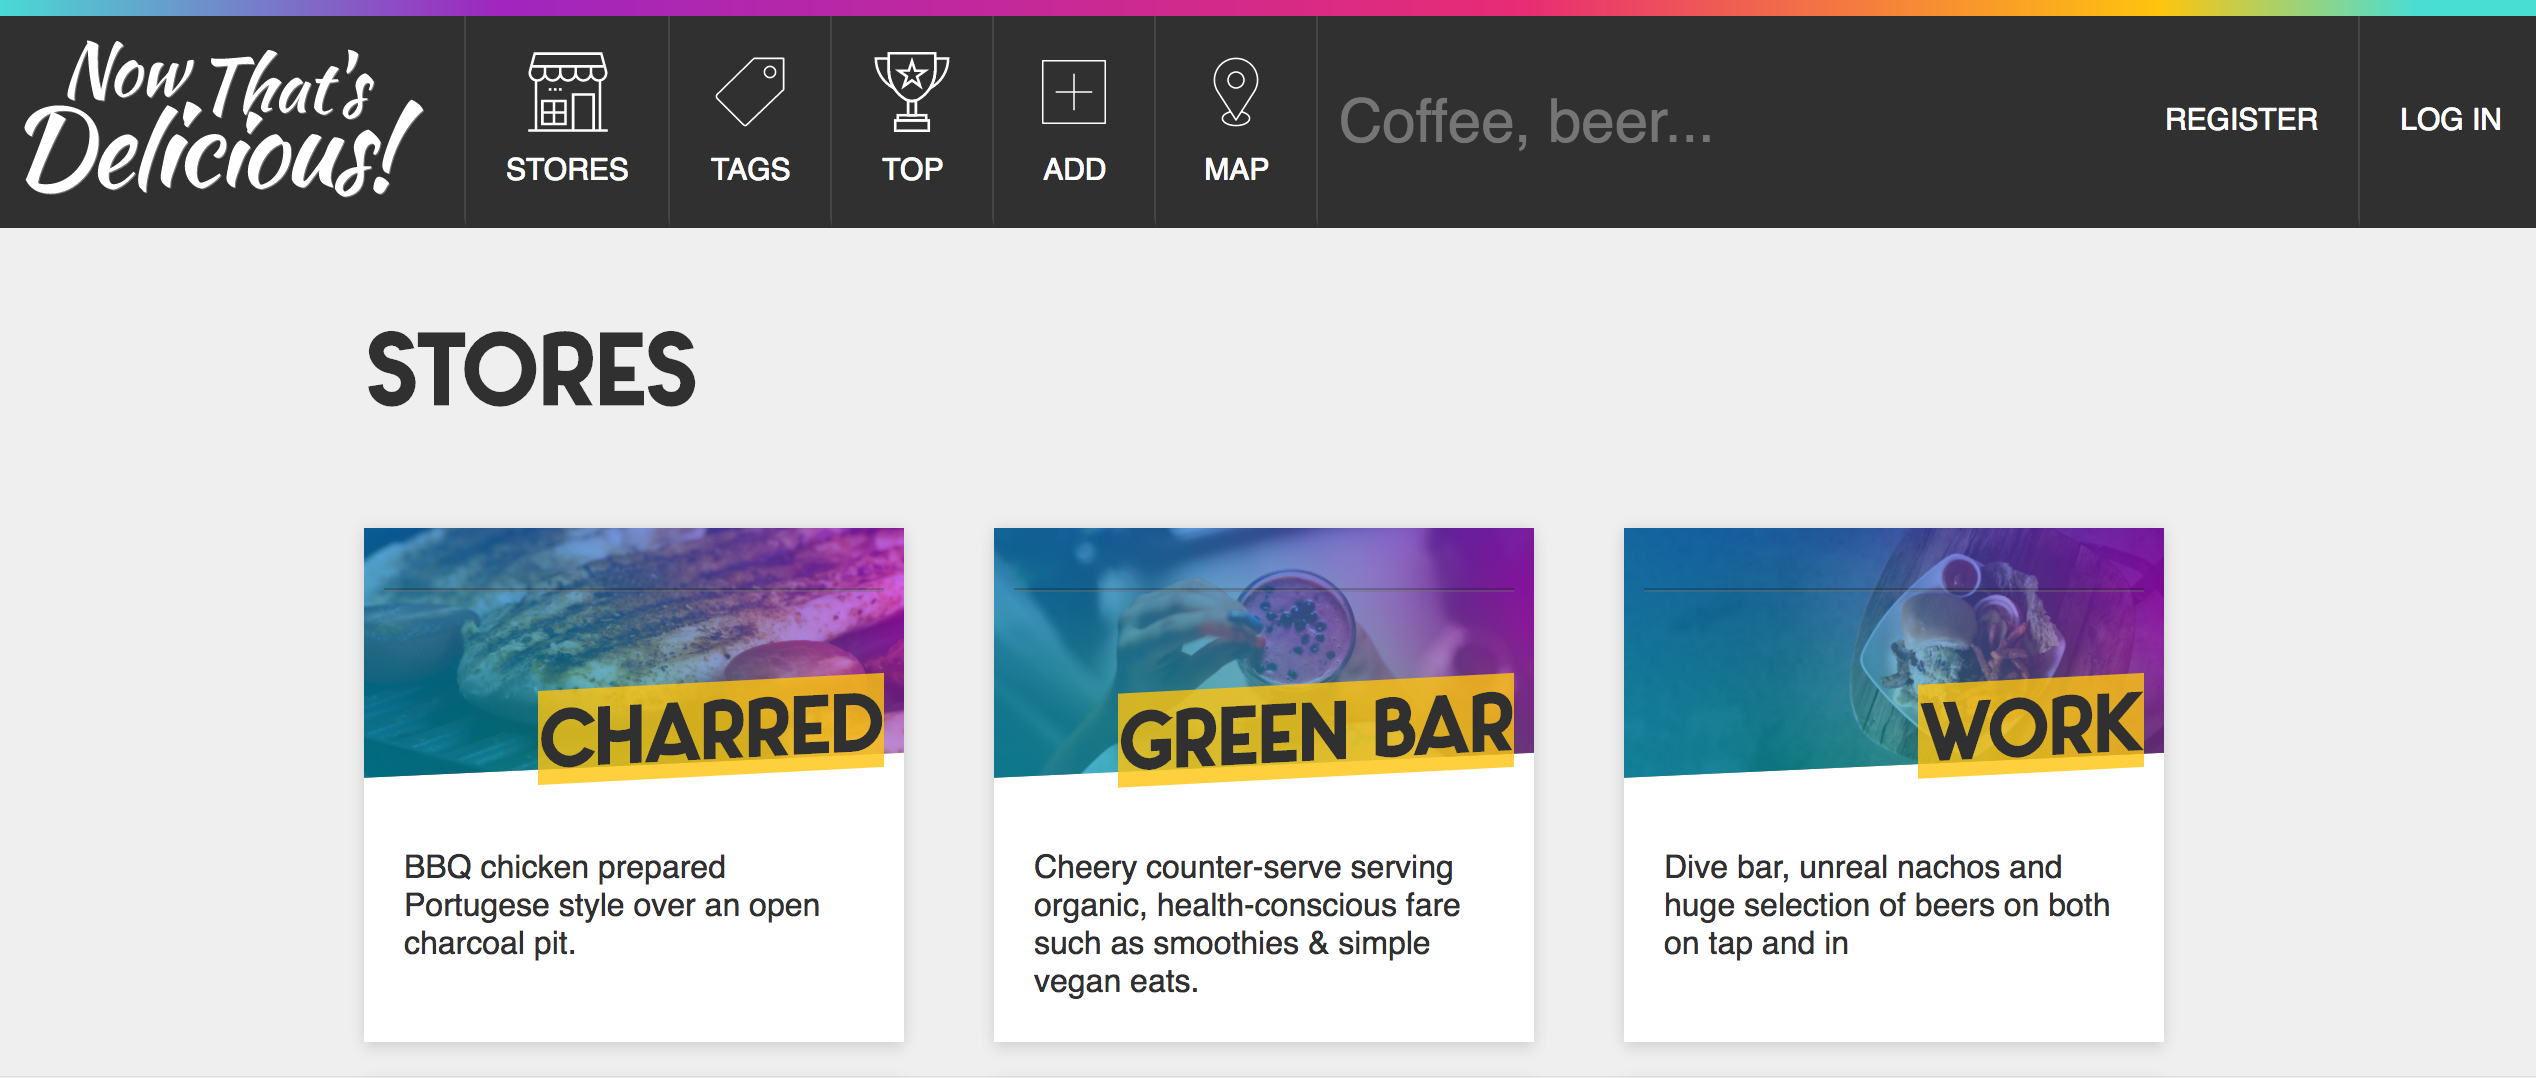 Now That's
Delicious!
STORES
TAGS
TOP
ADD
MAP
Coffee, beer...
REGISTER
LOG IN
STORES
CHARRED
BBQ chicken prepared
Portugese style over an open
charcoal pit.
GREEN BAR
Cheery counter-serve serving
organic, health-conscious fare
such as smoothies & simple
vegan eats.
WORK
Dive bar, unreal nachos and
huge selection of beers on both
on tap and in